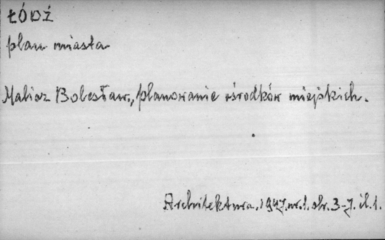 ŁÓDŹ
plan miasta
Malisz Bolesław, planowanie ośrodków miejskich.
Architektura, 1947, nr. 1. str. 3-7. il. 1.